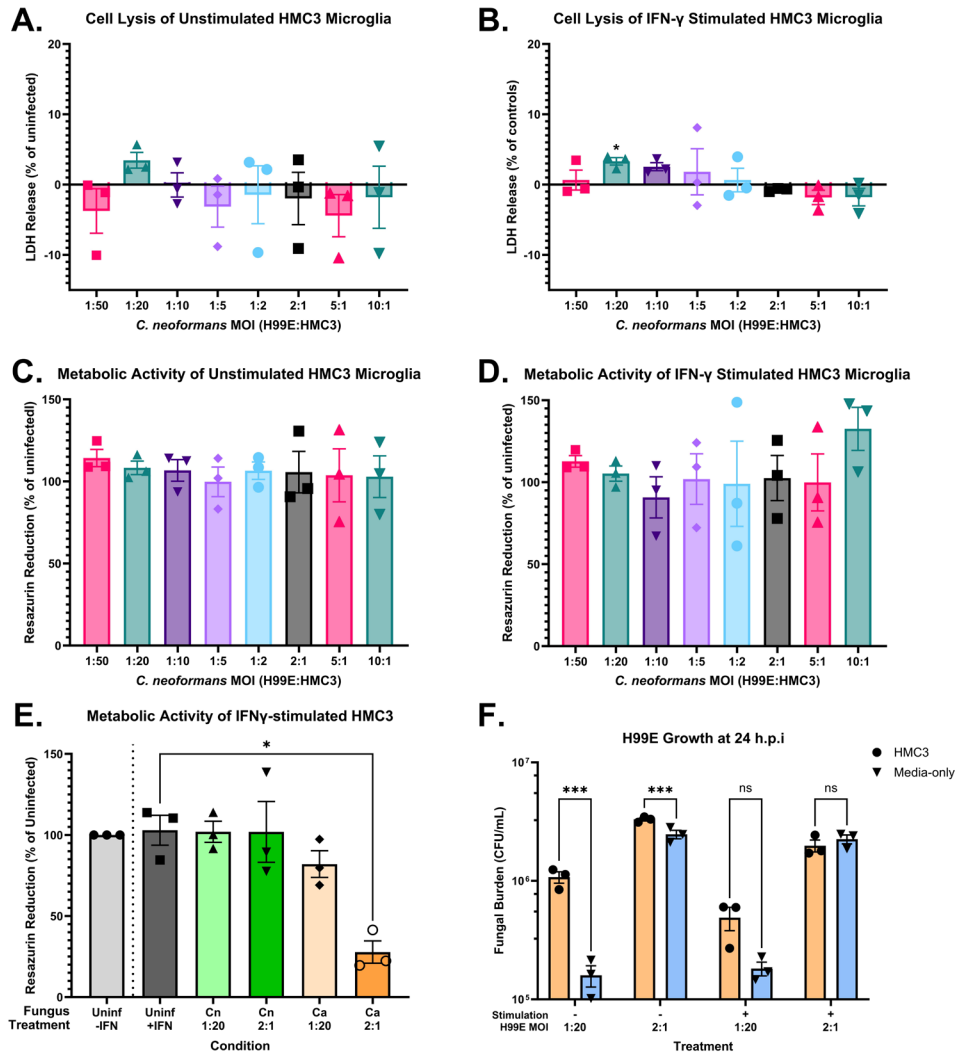 A. Cell Lysis of Unstimulated HMC3 Microglia
LDH Release (% of uninfected)
20
10
0
-10
1:50 1:20 1:10 1:5 1:2 2:1 5:1 10:1
C. neoformans MOI (H99E:HMC3)
B. Cell Lysis of IFN-γ Stimulated HMC3 Microglia
LDH Release (% of controls)
20
10
0
-10
*
1:50 1:20 1:10 1:5 1:2 2:1 5:1 10:1
C. neoformans MOI (H99E:HMC3)
C. Metabolic Activity of Unstimulated HMC3 Microglia
Resazurin Reduction (% of uninfected)
150
100
50
0
1:50 1:20 1:10 1:5 1:2 2:1 5:1 10:1
C. neoformans MOI (H99E:HMC3)
D. Metabolic Activity of IFN-γ Stimulated HMC3 Microglia
Resazurin Reduction (% of uninfected)
150
100
50
0
1:50 1:20 1:10 1:5 1:2 2:1 5:1 10:1
C. neoformans MOI (H99E:HMC3)
E. Metabolic Activity of IFNγ-stimulated HMC3
Resazurin Reduction (% of Uninfected)
150
100
50
0
*
Fungus Uninf Uninf Cn Cn Ca Ca
Treatment -IFN +IFN 1:20 2:1 1:20 2:1
Condition
F. H99E Growth at 24 h.p.i
HMC3
Media-only
Fungal Burden (CFU/mL)
10⁷
10⁶
10⁵
*** *** ns ns
Stimulation - - + +
H99E MOI 1:20 2:1 1:20 2:1
Treatment